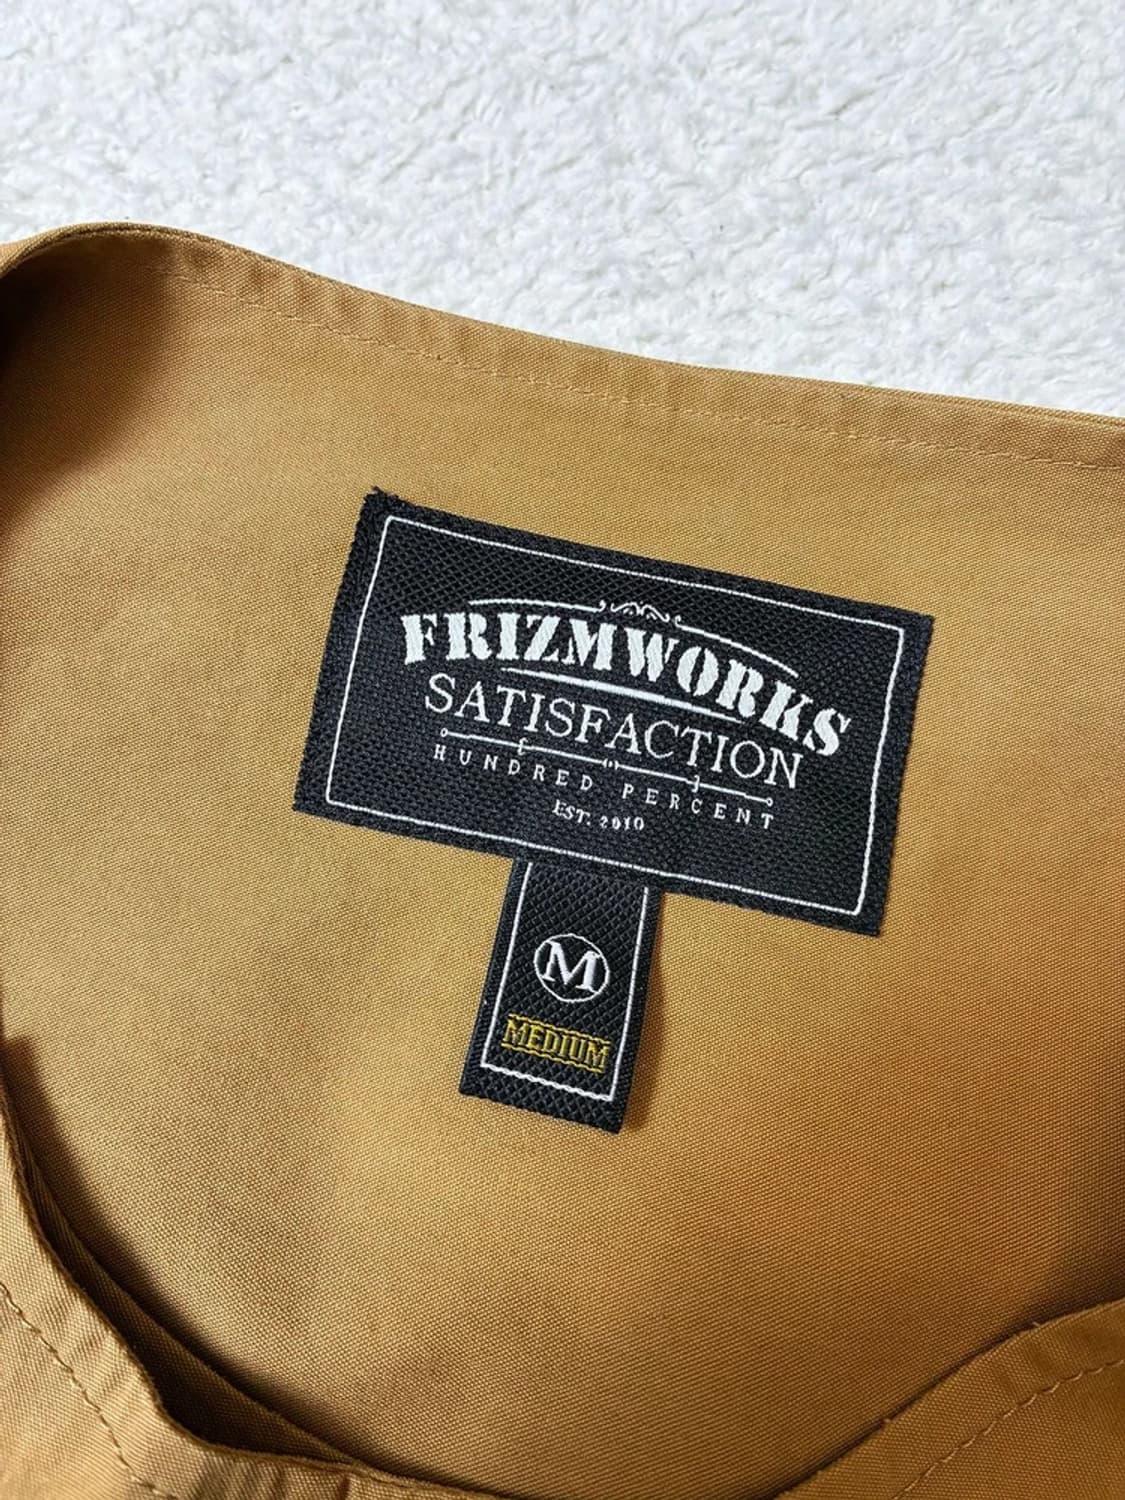 FRIZMWORKS
SATISFACTION
HUNDRED PERCENT
EST. 2010
M
MEDIUM